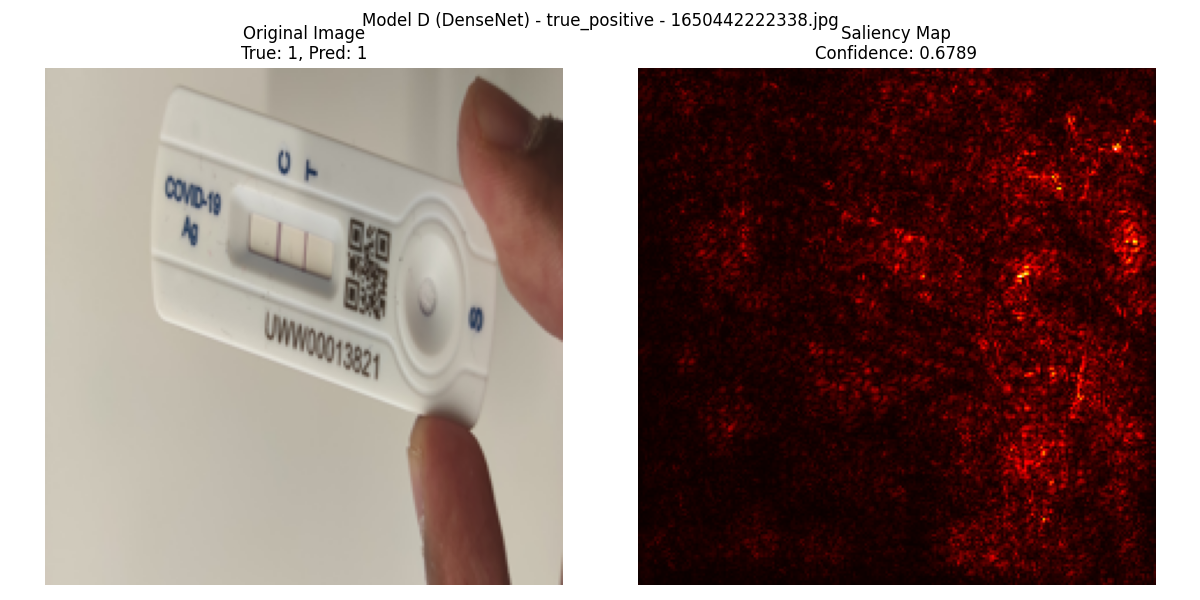 Model D (DenseNet) - true_positive - 1650442222338.jpg
Original Image
True: 1, Pred: 1
Saliency Map
Confidence: 0.6789
C
T
COVID-19
Ag
S
UWW00013821